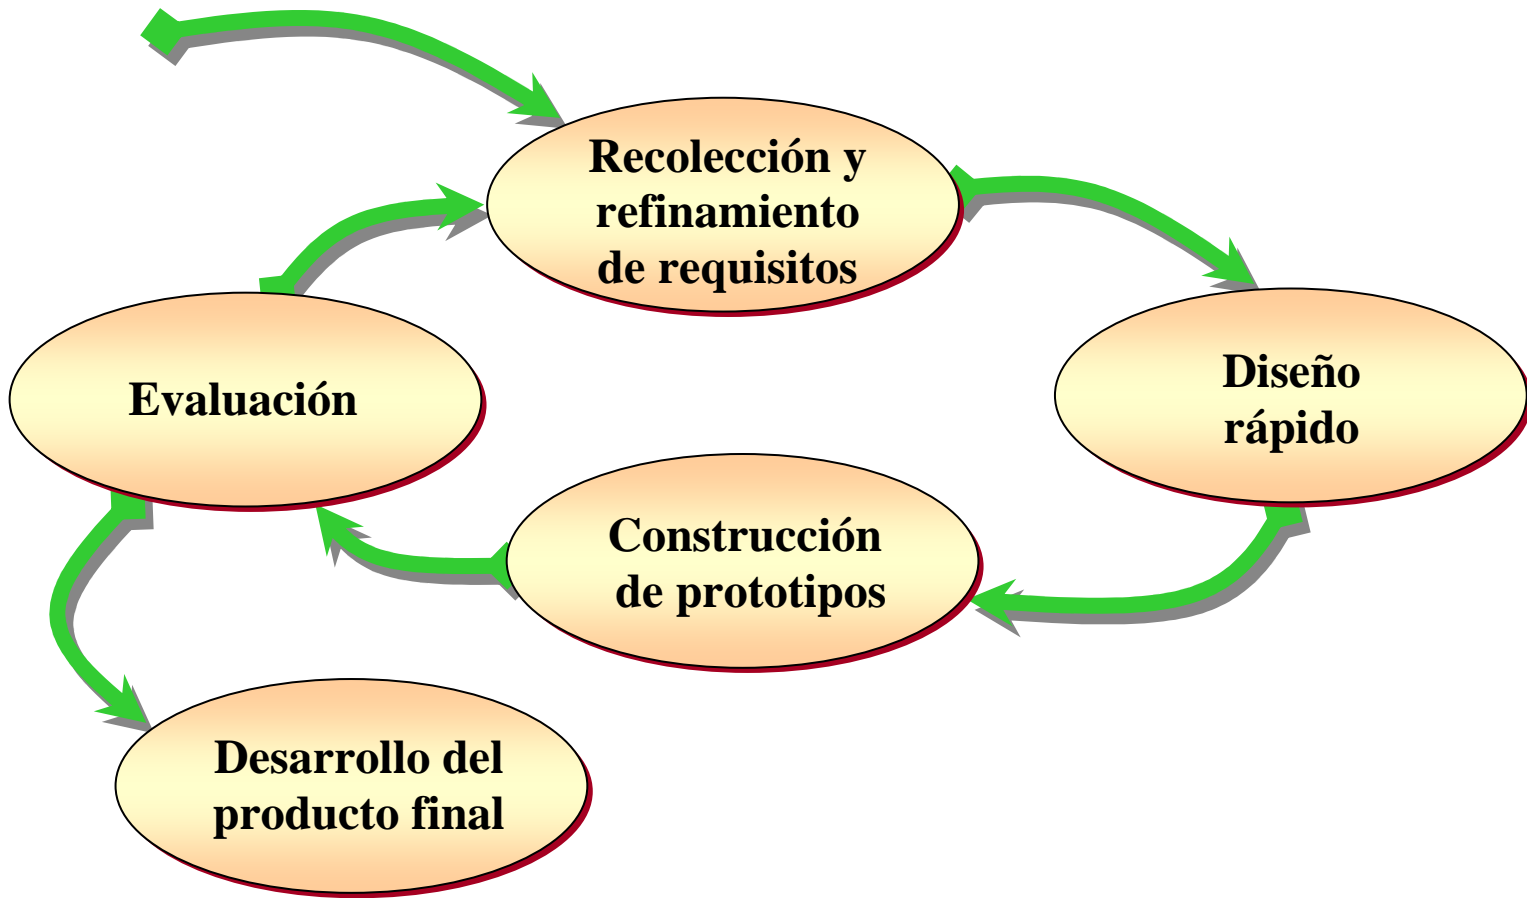 Recolección y
refinamiento
de requisitos
Diseño
rápido
Evaluación
Construcción
de prototipos
Desarrollo del
producto final